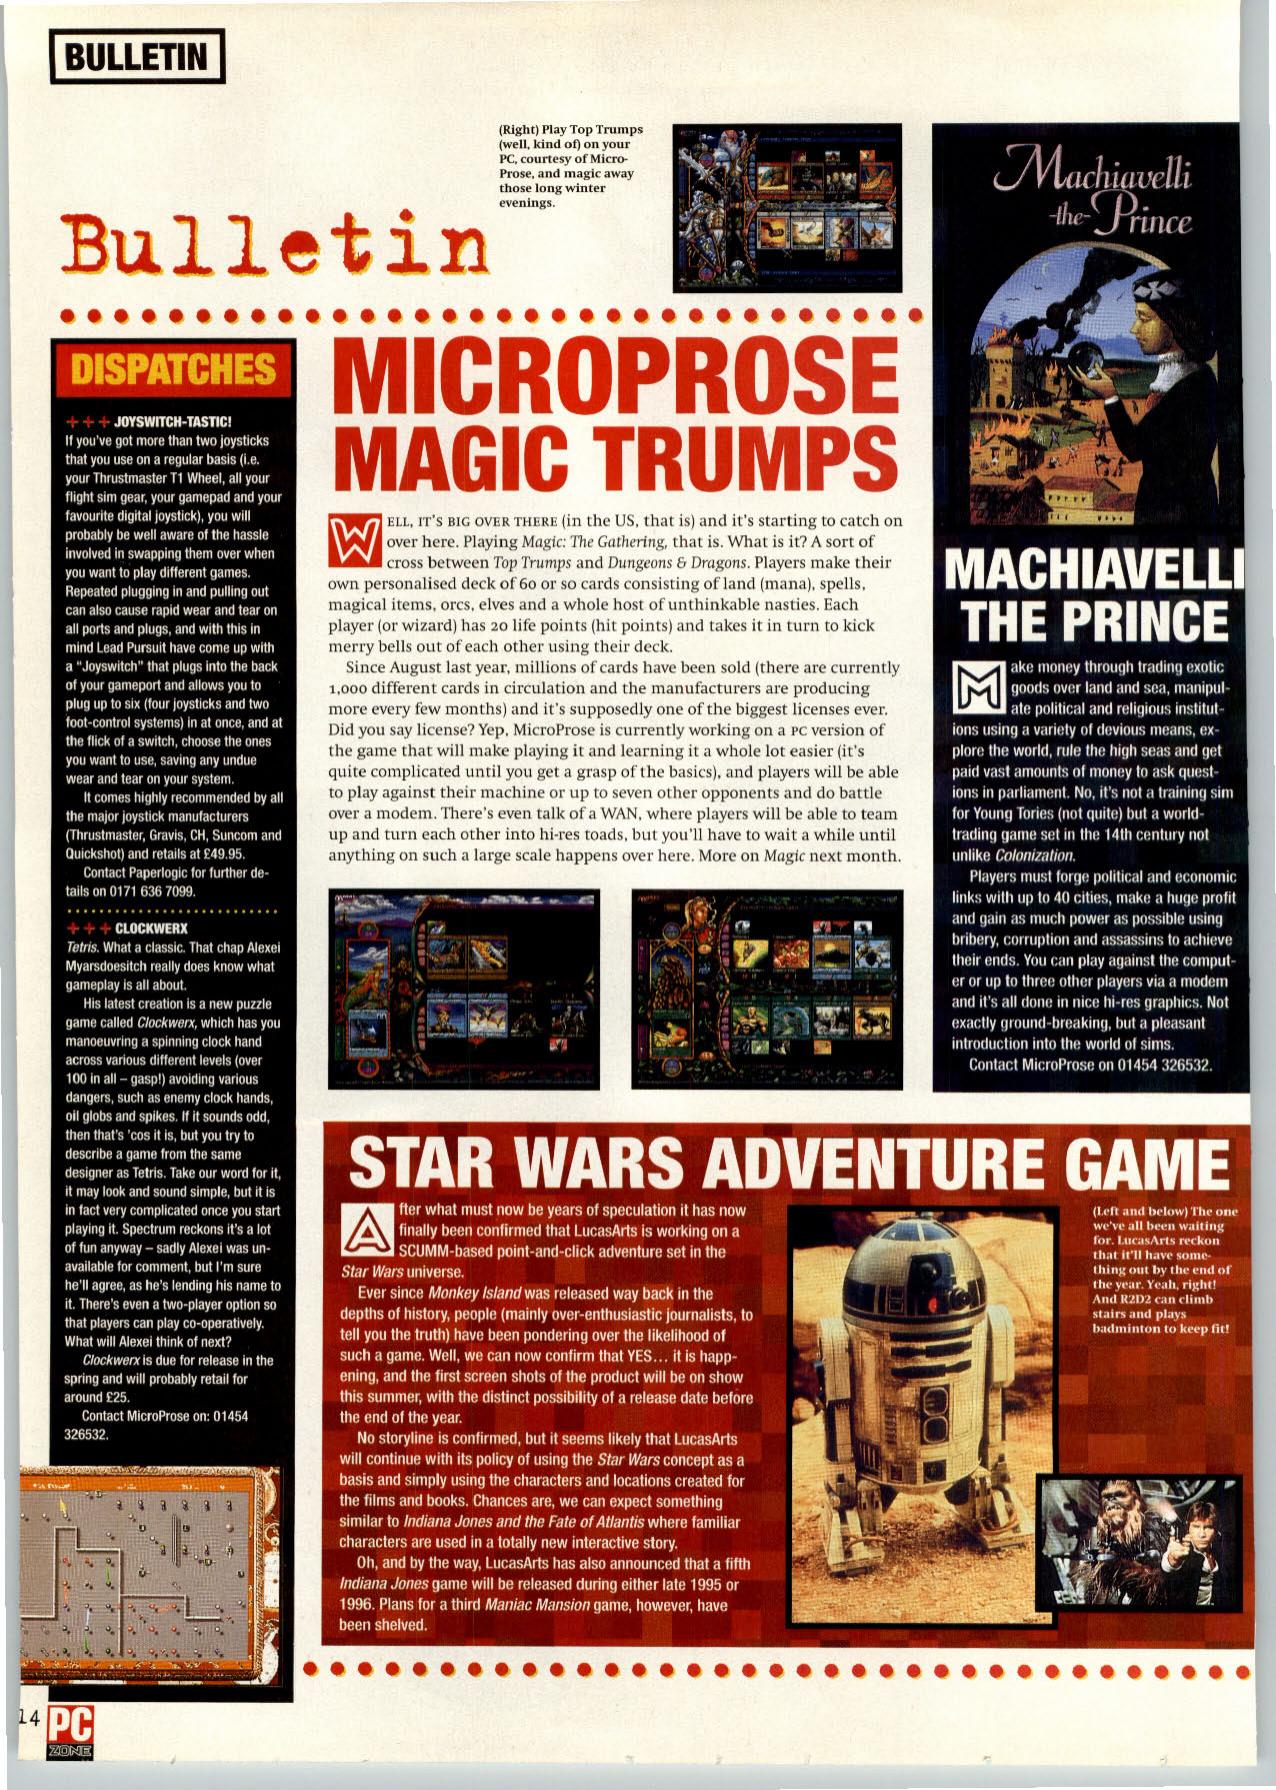 BULLETIN
(Right) Play Top Trumps
(well, kind of) on your
PC, courtesy of Micro-
Prose, and magic away
those long winter
evenings.
Bulletin
DISPATCHES
+ + + JOYSWITCH-TASTIC!
If you've got more than two joysticks
that you use on a regular basis (i.e.
your Thrustmaster T1 Wheel, all your
flight sim gear, your gamepad and your
favourite digital joystick), you will
probably be well aware of the hassle
involved in swapping them over when
you want to play different games.
Repeated plugging in and pulling out
can also cause rapid wear and tear on
all ports and plugs, and with this in
mind Lead Pursuit have come up with
a "Joyswitch" that plugs into the back
of your gameport and allows you to
plug up to six (four joysticks and two
foot-control systems) in at once, and at
the flick of a switch, choose the ones
you want to use, saving any undue
wear and tear on your system.
It comes highly recommended by all
the major joystick manufacturers
(Thrustmaster, Gravis, CH, Suncom and
Quickshot) and retails at £49.95.
Contact Paperlogic for further de-
tails on 0171 636 7099.
+ + + CLOCKWERX
Tetris. What a classic. That chap Alexei
Myarsdoesitch really does know what
gameplay is all about.
His latest creation is a new puzzle
game called Clockwerx, which has you
manoeuvring a spinning clock hand
across various different levels (over
100 in all – gasp!) avoiding various
dangers, such as enemy clock hands,
oil globs and spikes. If it sounds odd,
then that's 'cos it is, but you try to
describe a game from the same
designer as Tetris. Take our word for it,
it may look and sound simple, but it is
in fact very complicated once you start
playing it. Spectrum reckons it's a lot
of fun anyway – sadly Alexei was un-
available for comment, but I'm sure
he'll agree, as he's lending his name to
it. There's even a two-player option so
that players can play co-operatively.
What will Alexei think of next?
Clockwerx is due for release in the
spring and will probably retail for
around £25.
Contact MicroProse on: 01454
326532.
MICROPROSE
MAGIC TRUMPS
WELL, IT'S BIG OVER THERE (in the US, that is) and it's starting to catch on
over here. Playing Magic: The Gathering, that is. What is it? A sort of
cross between Top Trumps and Dungeons & Dragons. Players make their
own personalised deck of 60 or so cards consisting of land (mana), spells,
magical items, orcs, elves and a whole host of unthinkable nasties. Each
player (or wizard) has 20 life points (hit points) and takes it in turn to kick
merry bells out of each other using their deck.
Since August last year, millions of cards have been sold (there are currently
1,000 different cards in circulation and the manufacturers are producing
more every few months) and it's supposedly one of the biggest licenses ever.
Did you say license? Yep, MicroProse is currently working on a PC version of
the game that will make playing it and learning it a whole lot easier (it's
quite complicated until you get a grasp of the basics), and players will be able
to play against their machine or up to seven other opponents and do battle
over a modem. There's even talk of a WAN, where players will be able to team
up and turn each other into hi-res toads, but you'll have to wait a while until
anything on such a large scale happens over here. More on Magic next month.
Machiavelli
-the-
Prince
MACHIAVELLI
THE PRINCE
Make money through trading exotic
goods over land and sea, manipul-
ate political and religious institut-
ions using a variety of devious means, ex-
plore the world, rule the high seas and get
paid vast amounts of money to ask quest-
ions in parliament. No, it's not a training sim
for Young Tories (not quite) but a world-
trading game set in the 14th century not
unlike Colonization.
Players must forge political and economic
links with up to 40 cities, make a huge profit
and gain as much power as possible using
bribery, corruption and assassins to achieve
their ends. You can play against the comput-
er or up to three other players via a modem
and it's all done in nice hi-res graphics. Not
exactly ground-breaking, but a pleasant
introduction into the world of sims.
Contact MicroProse on 01454 326532.
STAR WARS ADVENTURE GAME
After what must now be years of speculation it has now
finally been confirmed that LucasArts is working on a
SCUMM-based point-and-click adventure set in the
Star Wars universe.
Ever since Monkey Island was released way back in the
depths of history, people (mainly over-enthusiastic journalists, to
tell you the truth) have been pondering over the likelihood of
such a game. Well, we can now confirm that YES... it is happ-
ening, and the first screen shots of the product will be on show
this summer, with the distinct possibility of a release date before
the end of the year.
No storyline is confirmed, but it seems likely that LucasArts
will continue with its policy of using the Star Wars concept as a
basis and simply using the characters and locations created for
the films and books. Chances are, we can expect something
similar to Indiana Jones and the Fate of Atlantis where familiar
characters are used in a totally new interactive story.
Oh, and by the way, LucasArts has also announced that a fifth
Indiana Jones game will be released during either late 1995 or
1996. Plans for a third Maniac Mansion game, however, have
been shelved.
(Left and below) The one
we've all been waiting
for. LucasArts reckon
that it'll have some-
thing out by the end of
the year. Yeah, right!
And R2D2 can climb
stairs and plays
badminton to keep fit!
14 PC
ZONE